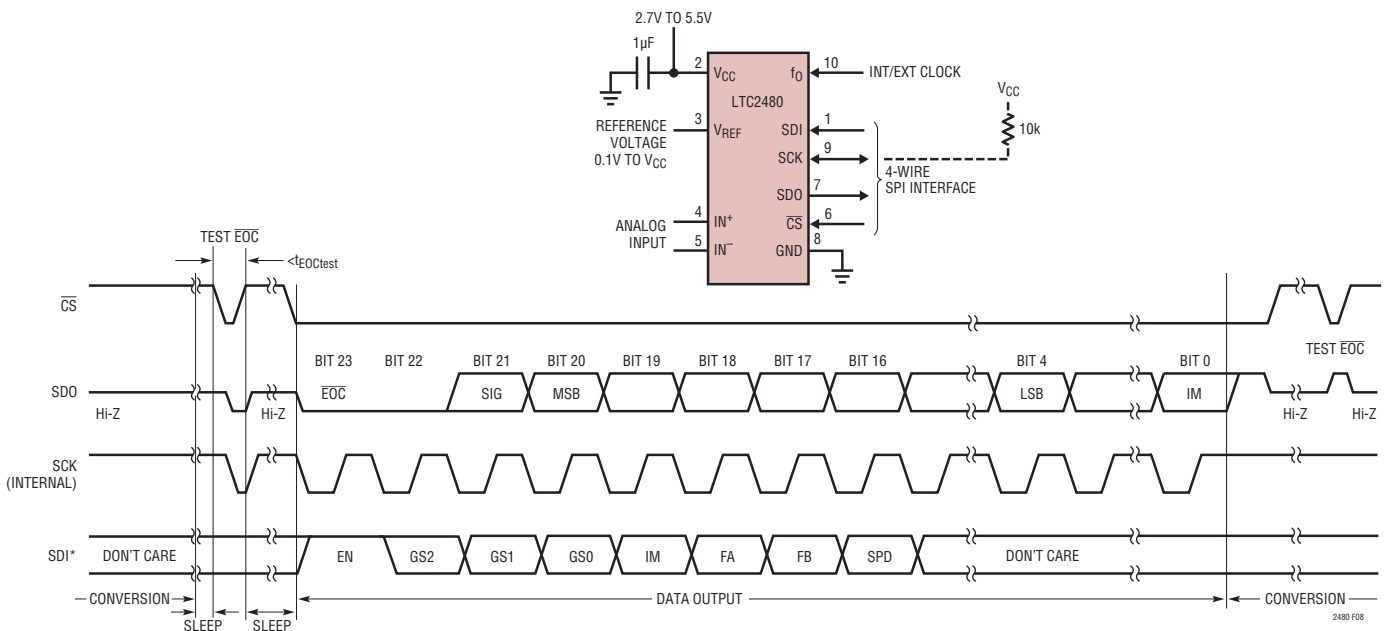 2.7V TO 5.5V
1µF
2
VCC
fO
10
INT/EXT CLOCK
LTC2480
VCC
10k
REFERENCE
VOLTAGE
0.1V TO VCC
3
VREF
SDI
1
SCK
9
4-WIRE
SPI INTERFACE
SDO
7
ANALOG
INPUT
4
IN+
CS
6
5
IN–
GND
8
TEST EOC
<tEOCtest
CS
BIT 23
BIT 22
BIT 21
BIT 20
BIT 19
BIT 18
BIT 17
BIT 16
BIT 4
BIT 0
TEST EOC
SDO
EOC
SIG
MSB
LSB
IM
Hi-Z
Hi-Z
Hi-Z
Hi-Z
SCK
(INTERNAL)
SDI*
DON'T CARE
EN
GS2
GS1
GS0
IM
FA
FB
SPD
DON'T CARE
CONVERSION
DATA OUTPUT
CONVERSION
SLEEP
SLEEP
2480 F08